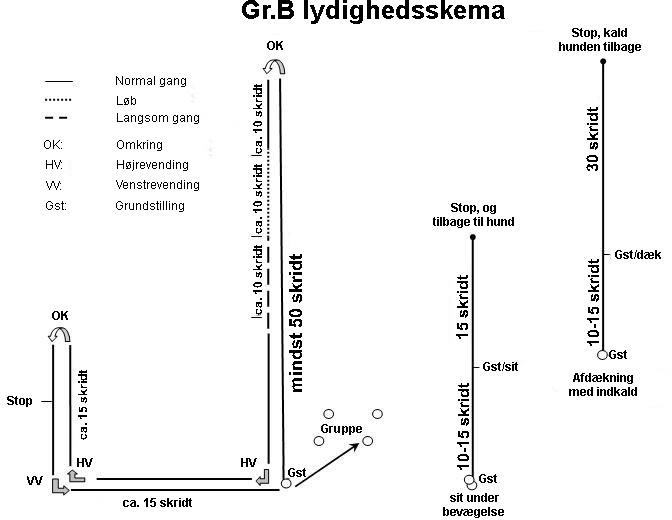 Gr.B lydighedsskema
Normal gang
Løb
Langsom gang
OK: Omkring
HV: Højrevending
VV: Venstrevending
Gst: Grundstilling
OK
ca. 10 skridt
ca. 10 skridt
ca. 10 skridt
mindst 50 skridt
OK
Stop
ca. 15 skridt
HV
VV
HV
Gst
ca. 15 skridt
Gruppe
Stop, og
tilbage til hund
15 skridt
Gst/sit
10-15 skridt
Gst
sit under
bevægelse
Stop, kald
hunden tilbage
30 skridt
Gst/dæk
10-15 skridt
Gst
Afdækning
med indkald